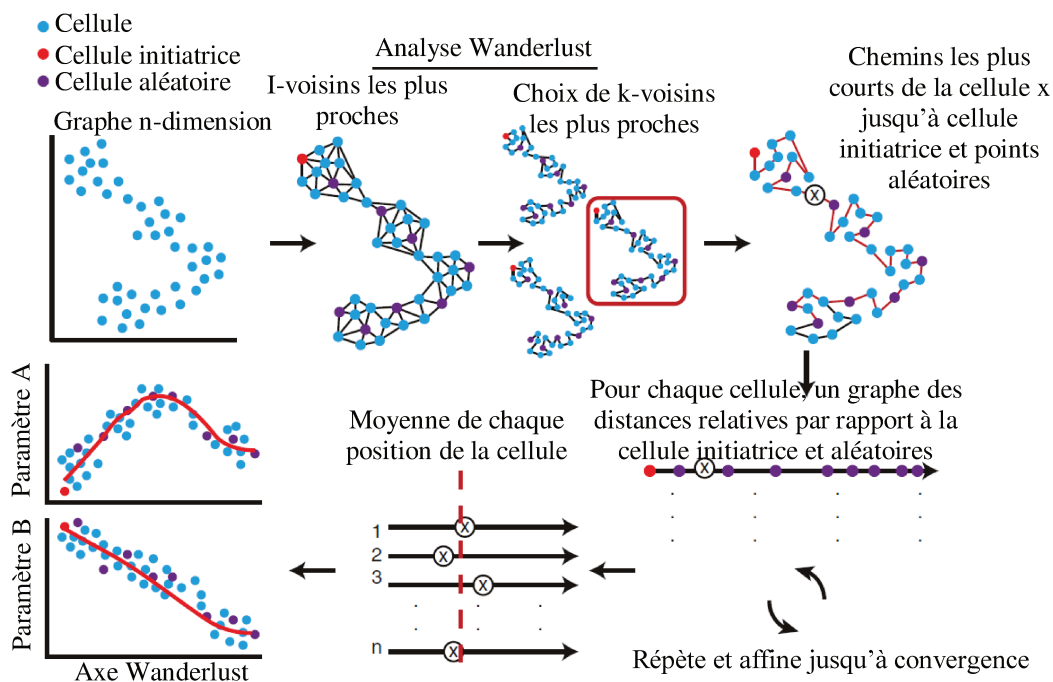 Cellule
Cellule initiatrice
Cellule aléatoire
Graphe n-dimension
Analyse Wanderlust
I-voisins les plus
proches
Choix de k-voisins
les plus proches
Chemins les plus
courts de la cellule x
jusqu'à cellule
initiatrice et points
aléatoires
X
Pour chaque cellule, un graphe des
distances relatives par rapport à la
cellule initiatrice et aléatoires
X
Répète et affine jusqu'à convergence
Moyenne de chaque
position de la cellule
1 X
2 X
3 X
n X
Paramètre A
Paramètre B
Axe Wanderlust